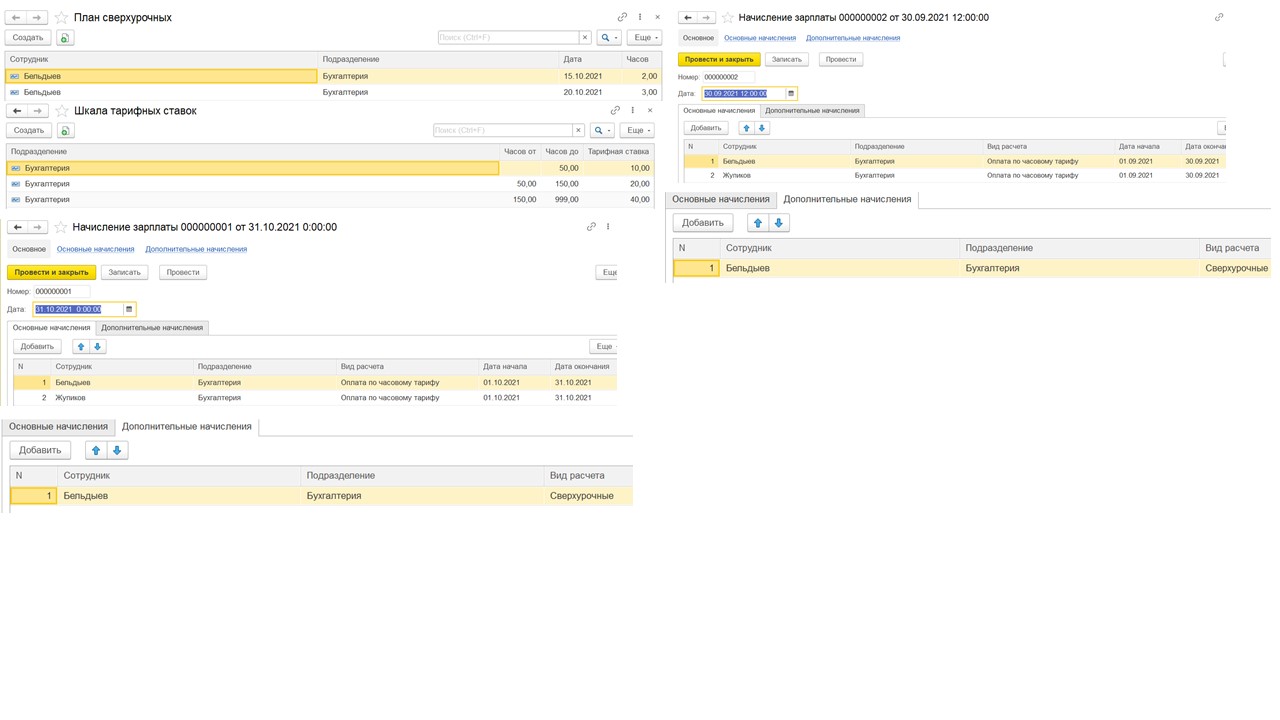 План сверхурочных
Создать
Поиск (Ctrl+F)
Еще
Сотрудник Подразделение Дата Часов
Бельдыев Бухгалтерия 15.10.2021 2,00
Бельдыев Бухгалтерия 20.10.2021 3,00
Шкала тарифных ставок
Создать
Поиск (Ctrl+F)
Еще
Подразделение Часов от Часов до Тарифная ставка
Бухгалтерия 50,00 10,00
Бухгалтерия 50,00 150,00 20,00
Бухгалтерия 150,00 999,00 40,00
Начисление зарплаты 000000001 от 31.10.2021 0:00:00
Основное Основные начисления Дополнительные начисления
Провести и закрыть Записать Провести Еще
Номер: 000000001
Дата: 31.10.2021 0:00:00
Основные начисления Дополнительные начисления
Добавить Еще
N Сотрудник Подразделение Вид расчета Дата начала Дата окончания
1 Бельдыев Бухгалтерия Оплата по часовому тарифу 01.10.2021 31.10.2021
2 Жупиков Бухгалтерия Оплата по часовому тарифу 01.10.2021 31.10.2021
Основные начисления Дополнительные начисления
Добавить
N Сотрудник Подразделение Вид расчета
1 Бельдыев Бухгалтерия Сверхурочные
Начисление зарплаты 000000002 от 30.09.2021 12:00:00
Основное Основные начисления Дополнительные начисления
Провести и закрыть Записать Провести
Номер: 000000002
Дата: 30.09.2021 12:00:00
Основные начисления Дополнительные начисления
Добавить
N Сотрудник Подразделение Вид расчета Дата начала Дата окончан
1 Бельдыев Бухгалтерия Оплата по часовому тарифу 01.09.2021 30.09.2021
2 Жупиков Бухгалтерия Оплата по часовому тарифу 01.09.2021 30.09.2021
Основные начисления Дополнительные начисления
Добавить
N Сотрудник Подразделение Вид расчета
1 Бельдыев Бухгалтерия Сверхурочные